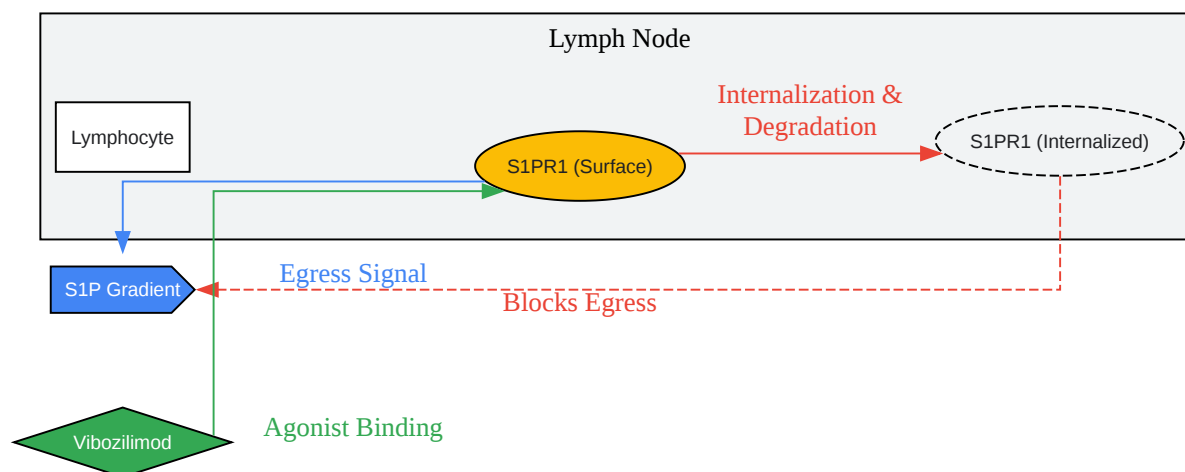 Lymph Node
Internalization &
Degradation
Lymphocyte
S1PR1 (Surface)
S1PR1 (Internalized)
Egress Signal
S1P Gradient
Blocks Egress
Agonist Binding
Vibozilimod